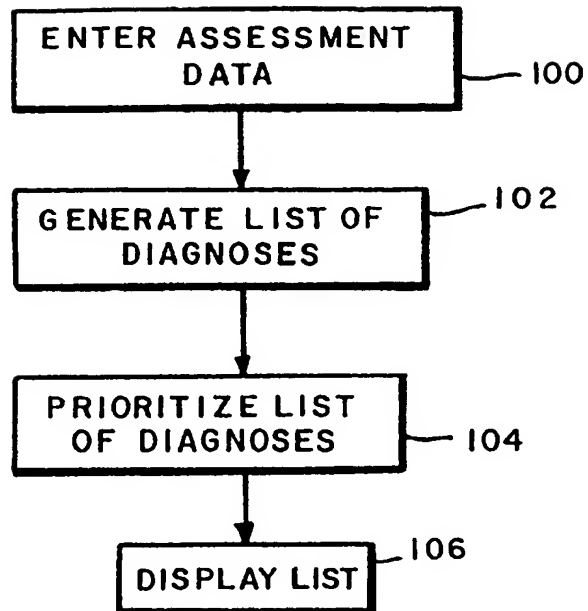 ENTER ASSESSMENT
DATA
100
GENERATE LIST OF
DIAGNOSES
102
PRIORITIZE LIST
OF DIAGNOSES
104
DISPLAY LIST
106